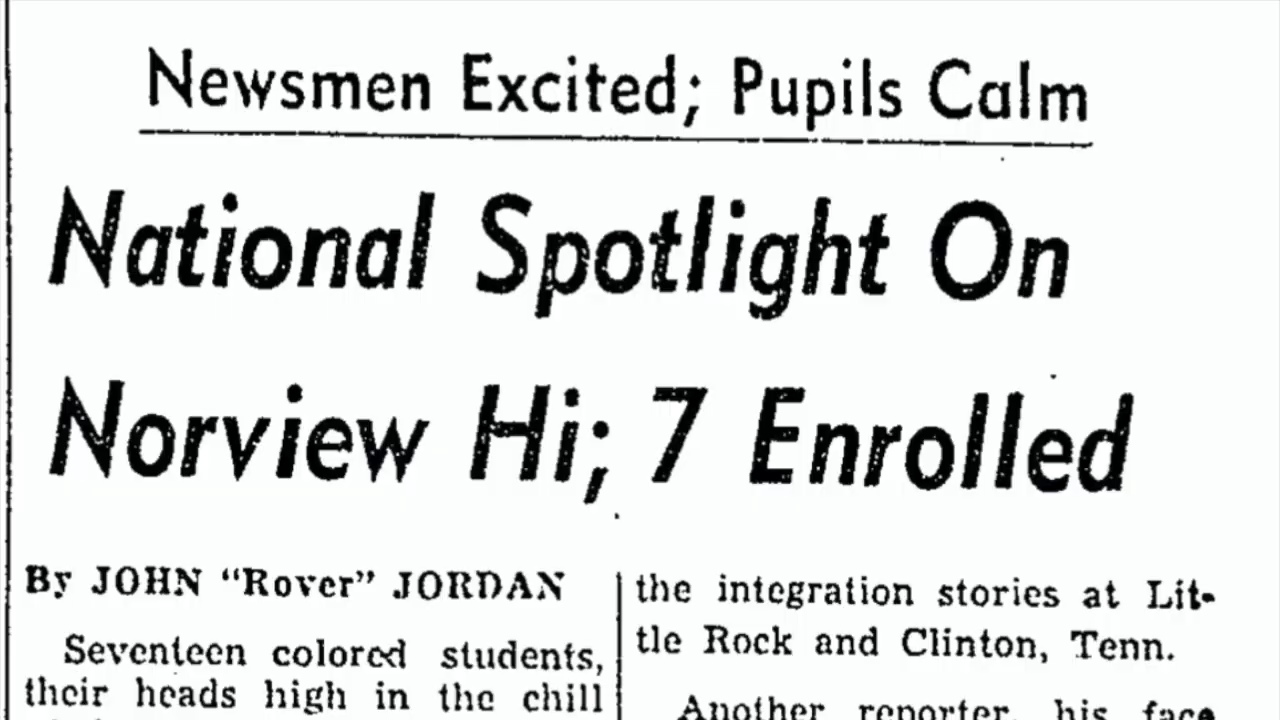 Newsmen Excited; Pupils Calm
National Spotlight On
Norview Hi; 7 Enrolled
By JOHN "Rover" JORDAN
Seventeen colored students,
their heads high in the chill
the integration stories at Lit-
tle Rock and Clinton, Tenn.
Another reporter, his face